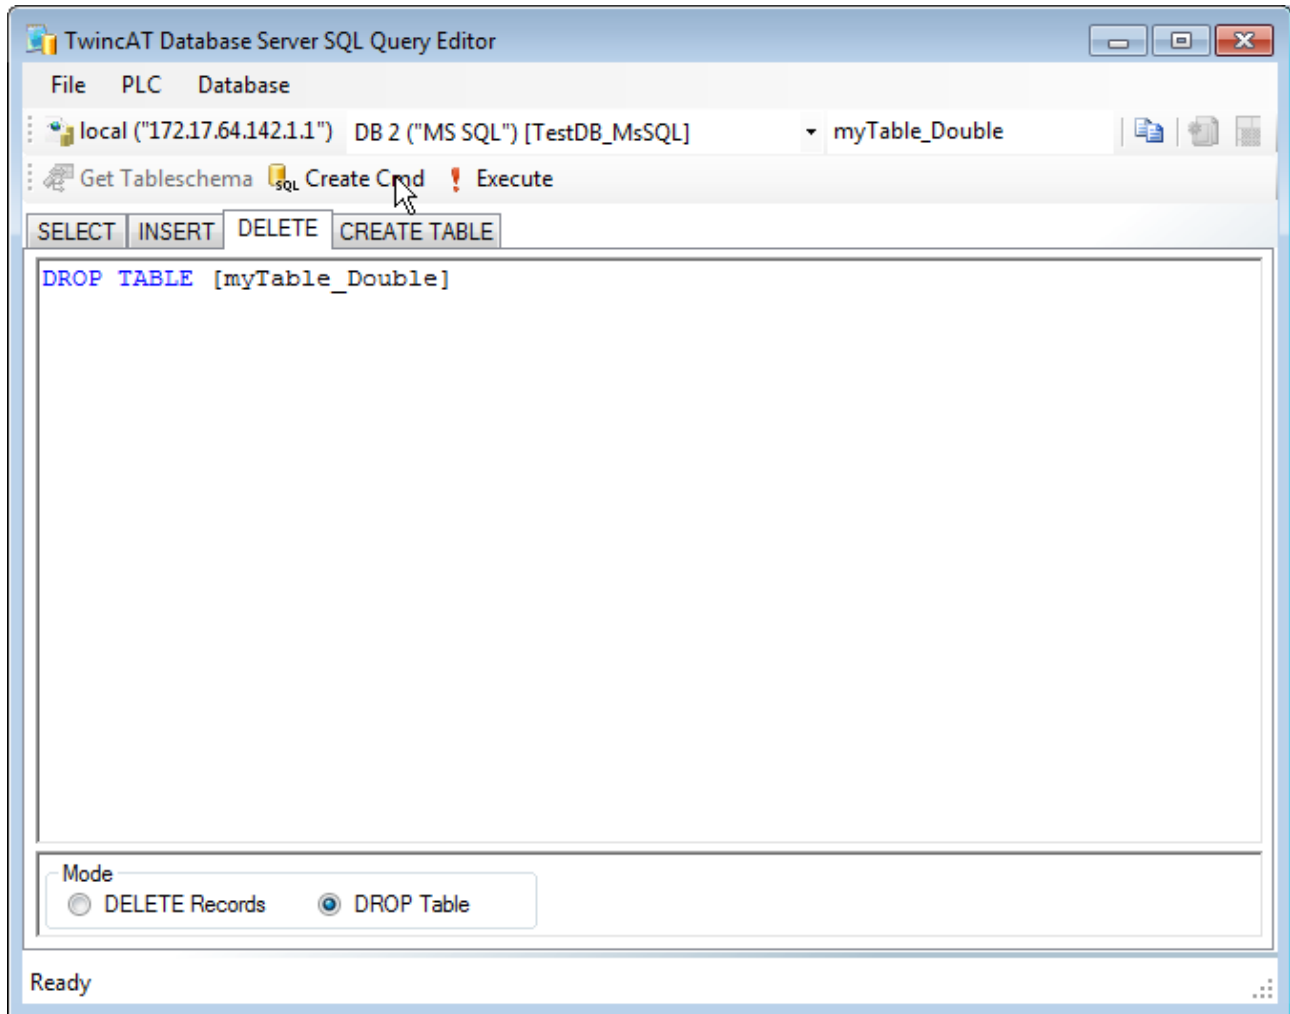 TwincAT Database Server SQL Query Editor
File PLC Database
local ("172.17.64.142.1.1") DB 2 ("MS SQL") [TestDB_MsSQL] myTable_Double
Get Tableschema SQL Create Cmd Execute
SELECT INSERT DELETE CREATE TABLE
DROP TABLE [myTable_Double]
Mode
DELETE Records DROP Table
Ready